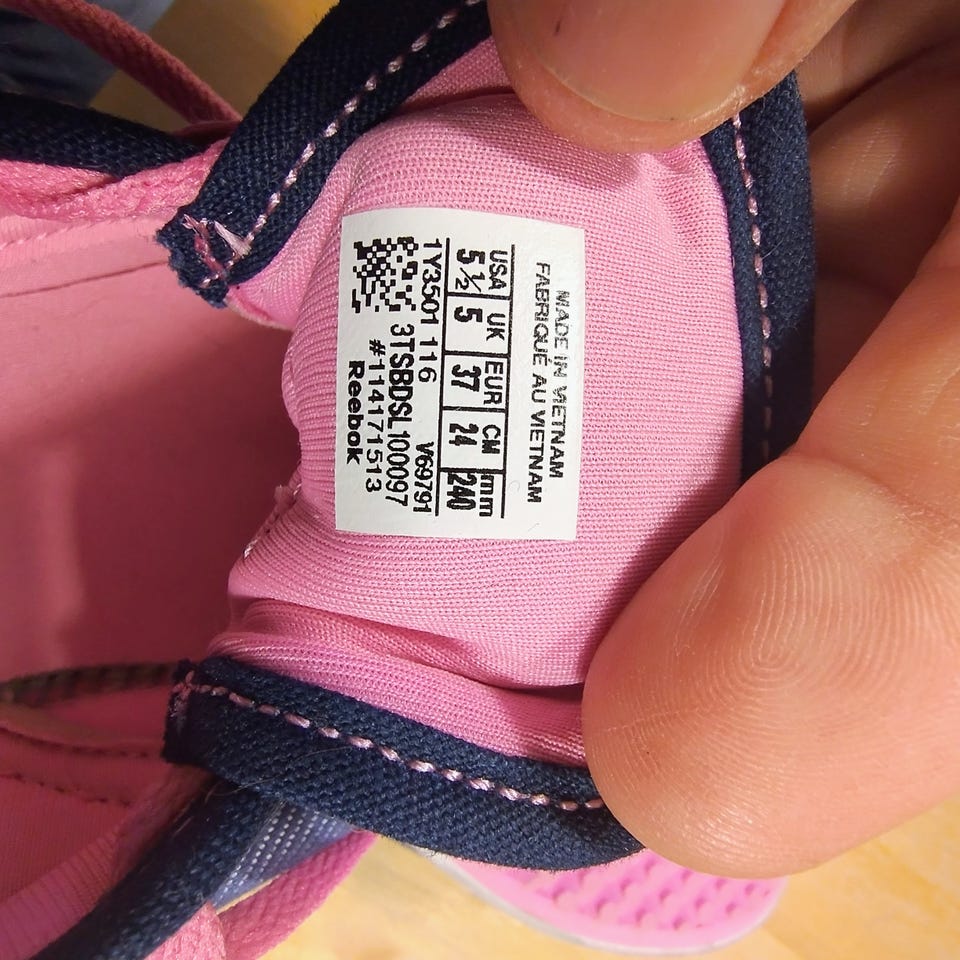 MADE IN VIETNAM
FABRIQUÉ AU VIETNAM
USA UK EUR CM mm
5½ 5 37 24 240
1Y3501 116 V69791
3TSBDSL100097
#114171513
Reebok